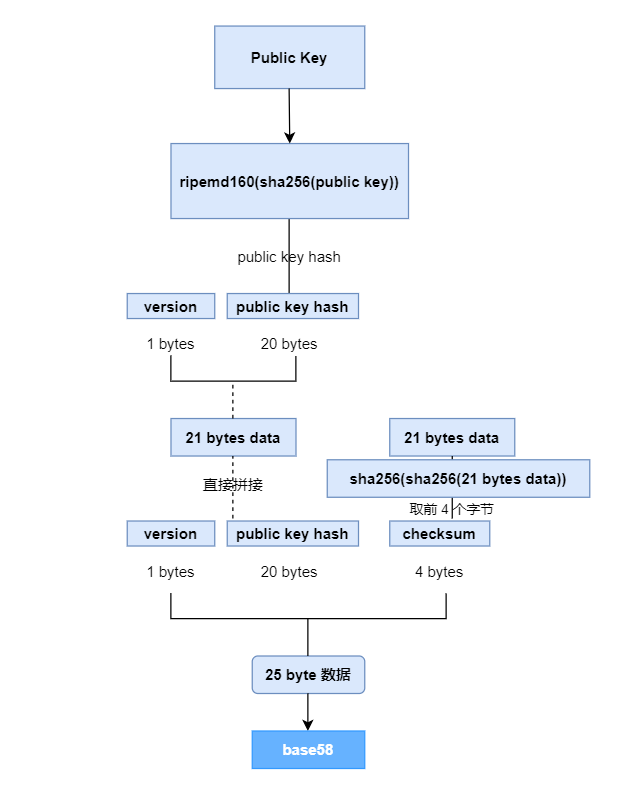 Public Key
ripemd160(sha256(public key))
public key hash
version
public key hash
1 bytes
20 bytes
21 bytes data
21 bytes data
sha256(sha256(21 bytes data))
直接拼接
取前 4 个字节
version
public key hash
checksum
1 bytes
20 bytes
4 bytes
25 byte 数据
base58